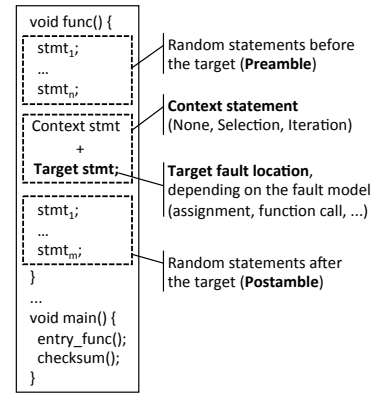 void func() {
stmt₁;
...
stmtₙ;
Random statements before
the target (Preamble)
Context stmt
+
Target stmt;
Context statement
(None, Selection, Iteration)
Target fault location,
depending on the fault model
(assignment, function call, ...)
stmt₁;
...
stmtₘ;
Random statements after
the target (Postamble)
}
...
void main() {
entry_func();
checksum();
}